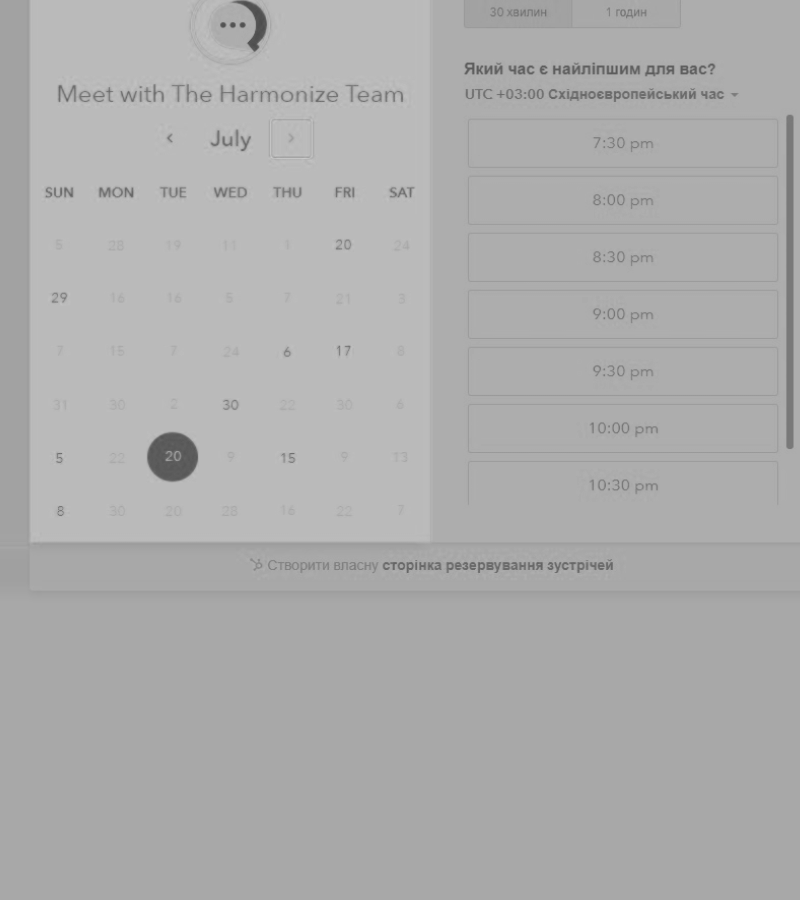 30 хвилин 1 годин
Meet with The Harmonize Team
July
SUN MON TUE WED THU FRI SAT
5 28 19 11 1 20 24
29 16 16 5 7 21 3
7 15 7 24 6 17 8
31 30 2 30 22 30 6
5 22 20 9 15 9 13
8 30 20 28 16 22 7
Який час є найліпшим для вас?
UTC +03:00 Східноєвропейський час
7:30 pm
8:00 pm
8:30 pm
9:00 pm
9:30 pm
10:00 pm
10:30 pm
Створити власну сторінка резервування зустрічей